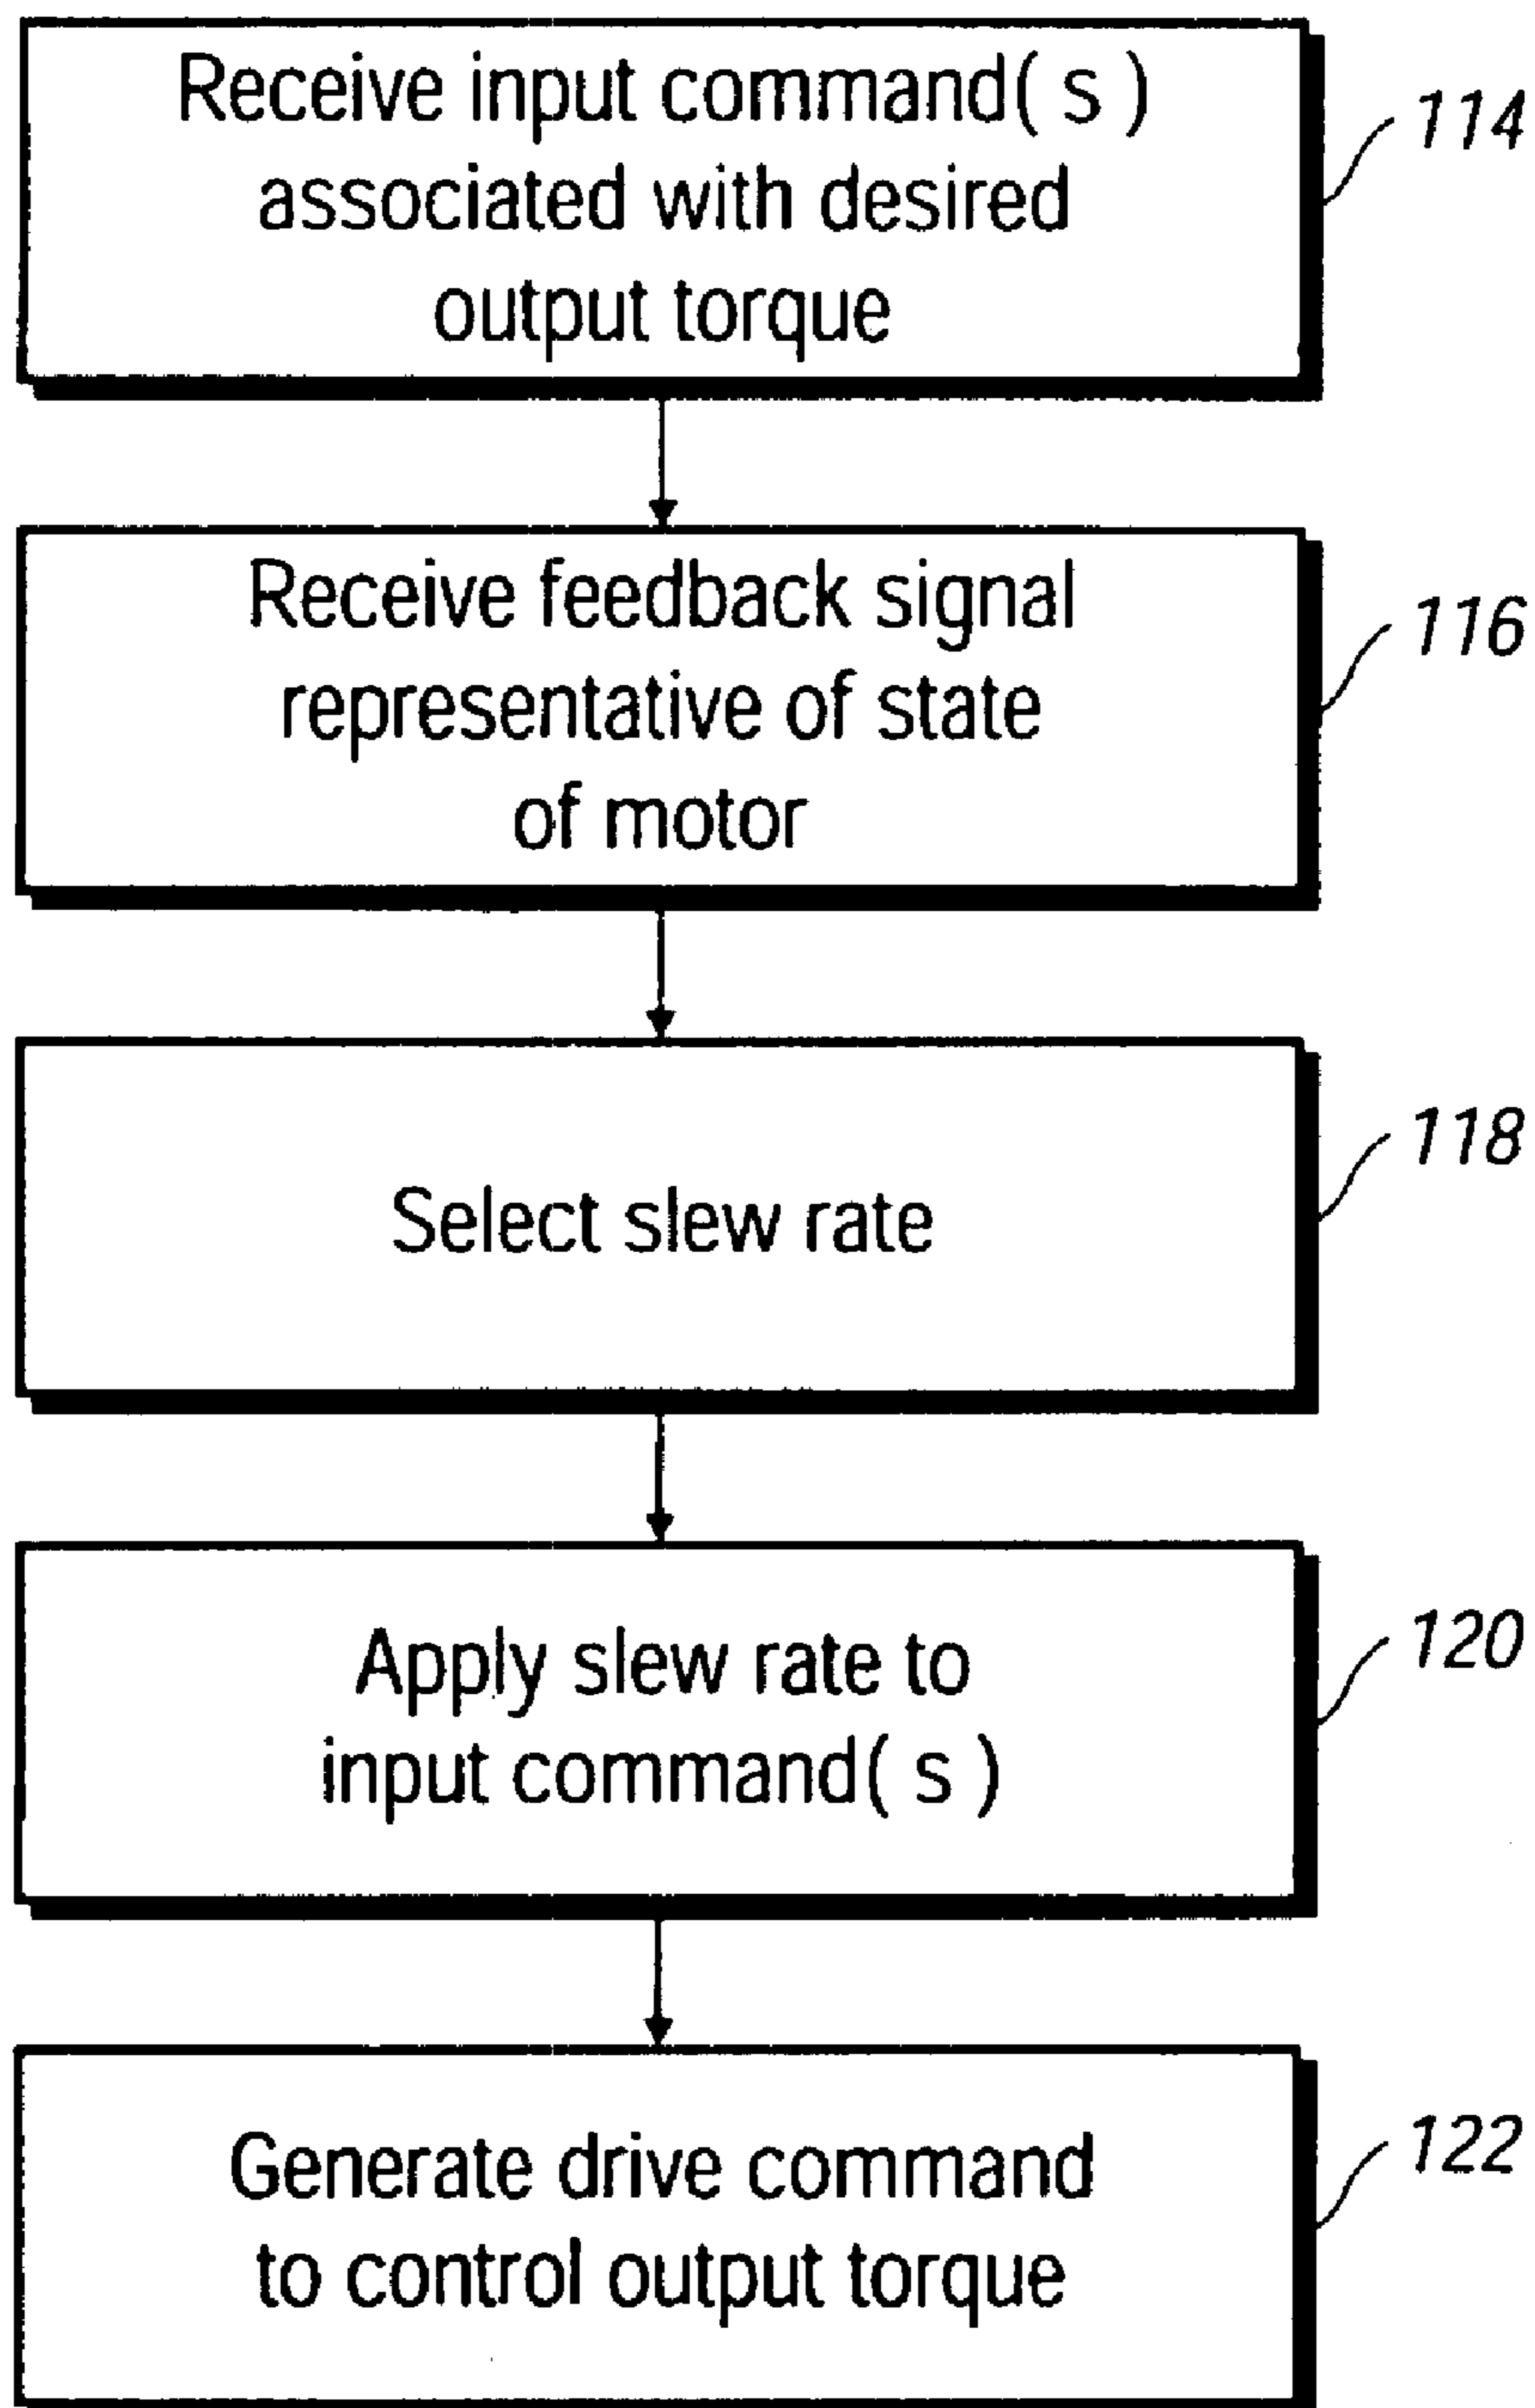 Receive input command( s )
associated with desired
output torque
114
Receive feedback signal
representative of state
of motor
116
Select slew rate
118
Apply slew rate to
input command( s )
120
Generate drive command
to control output torque
122